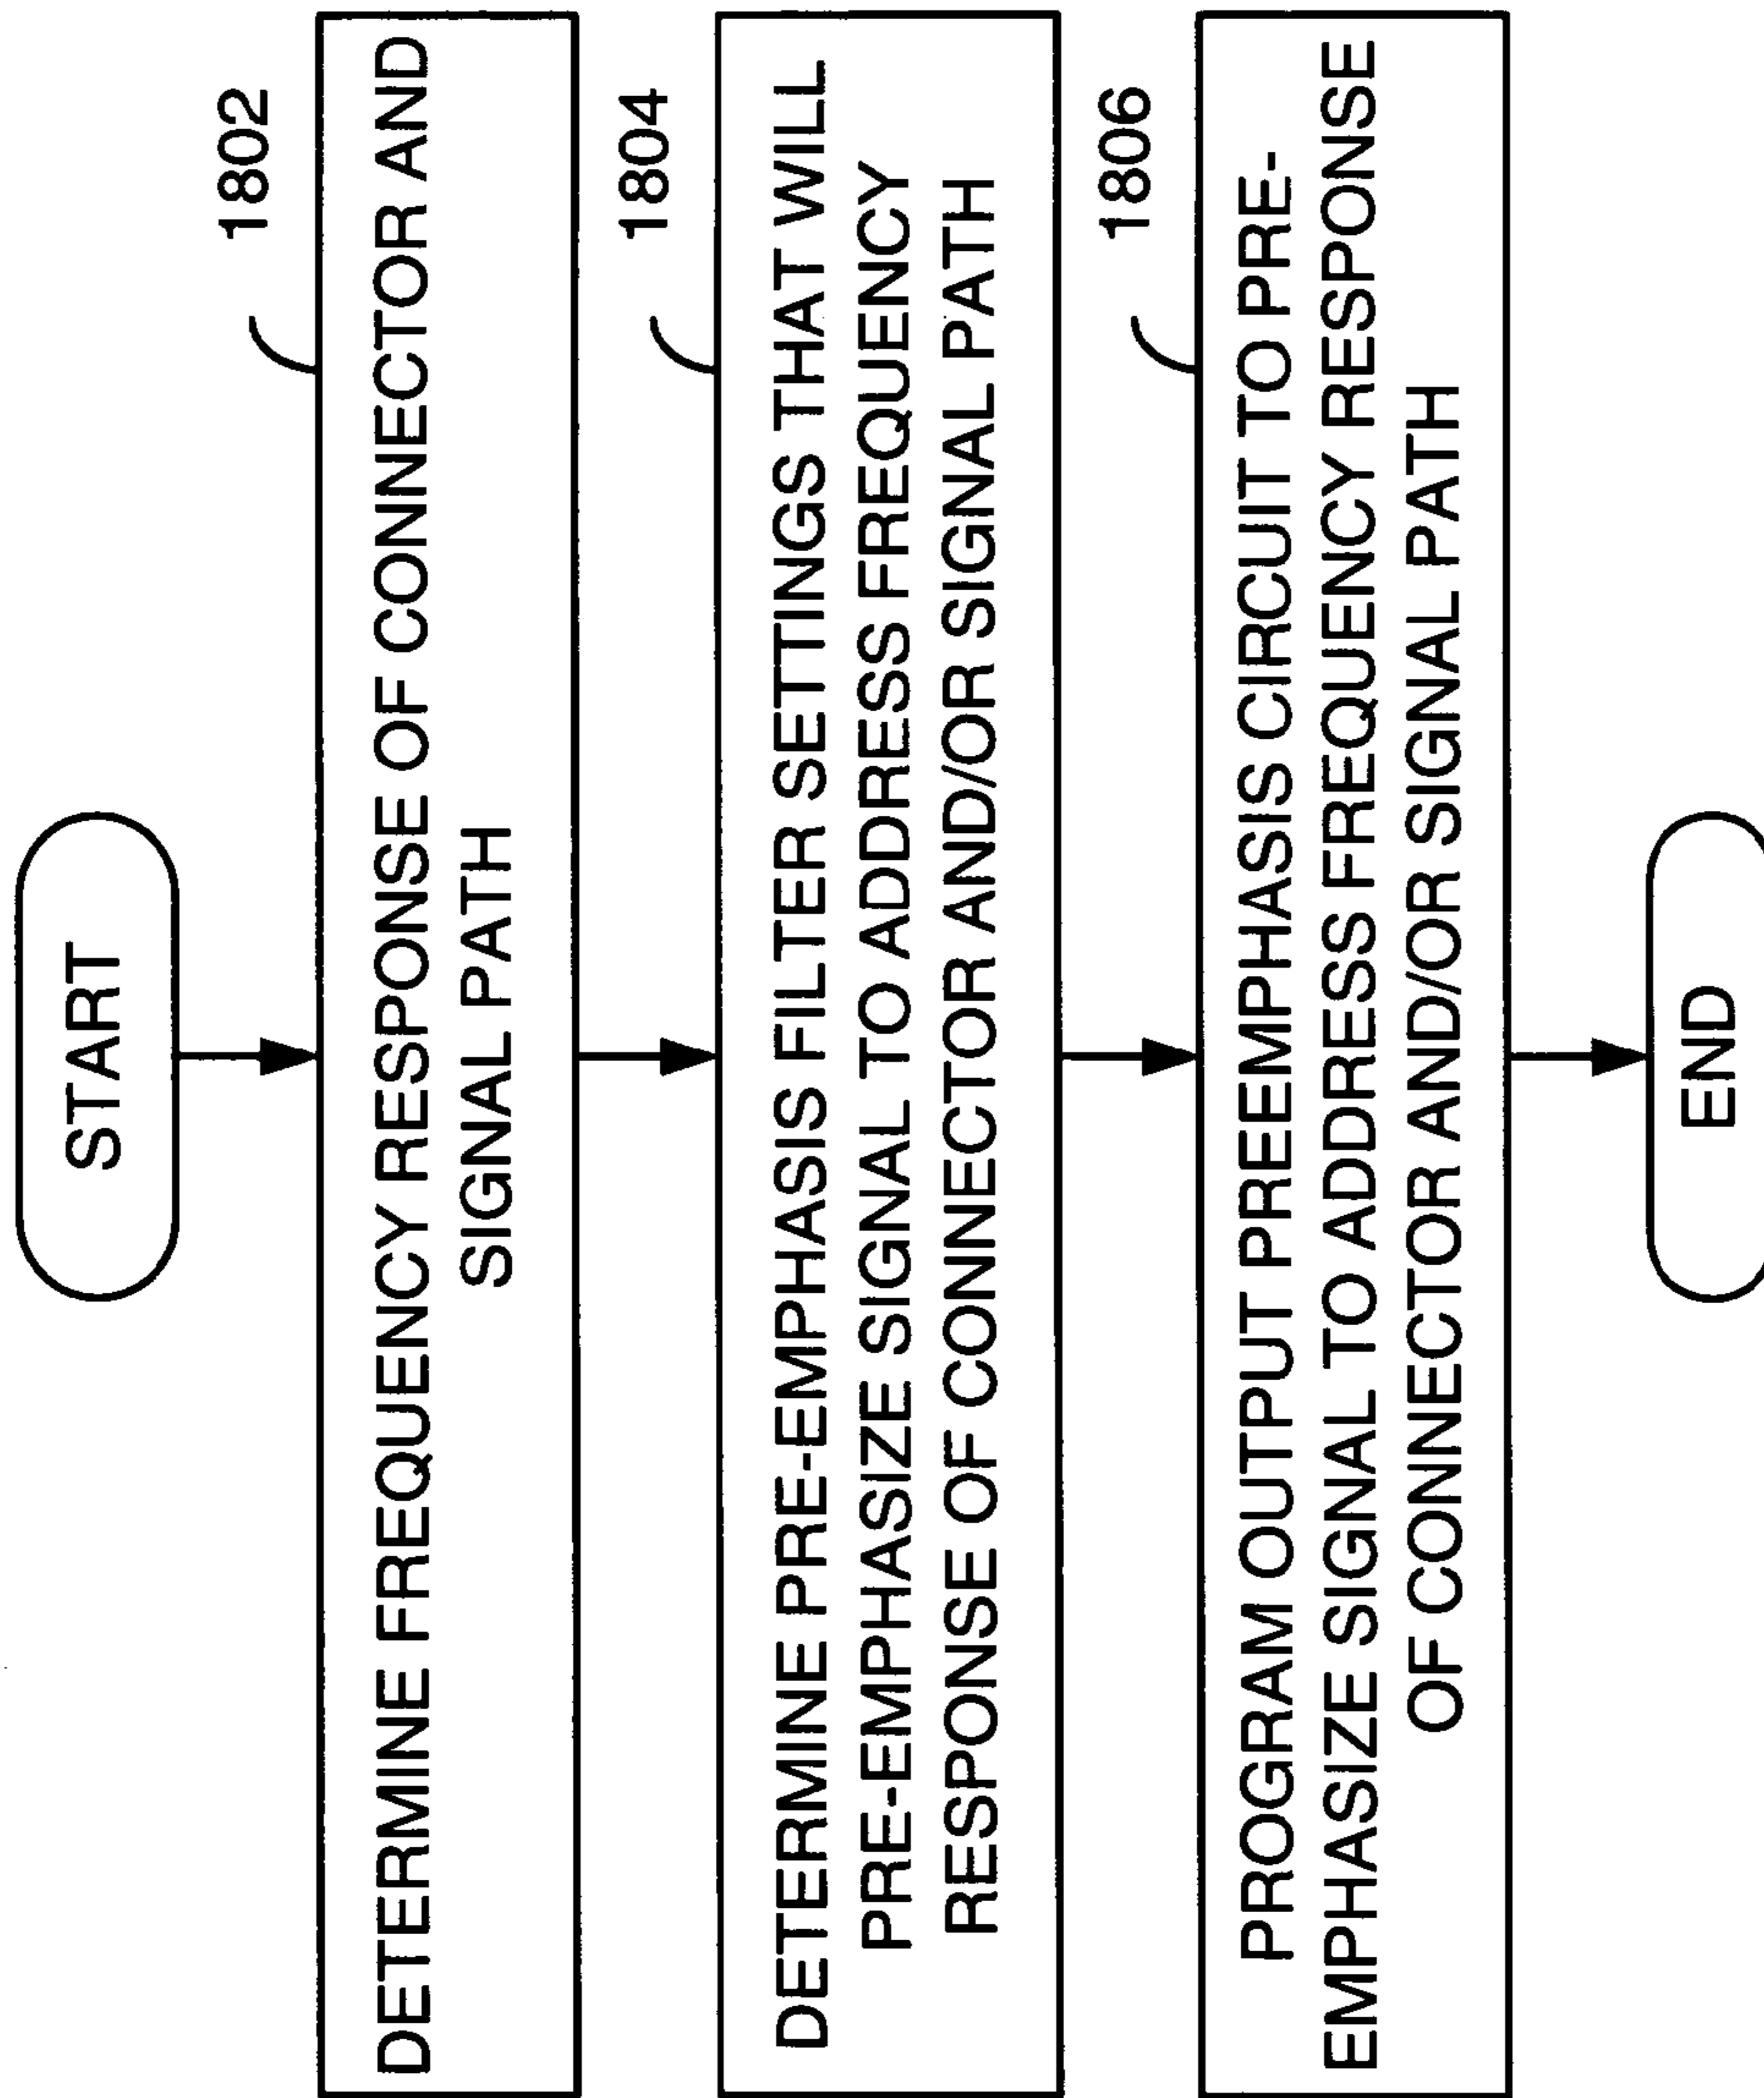 START
1802
DETERMINE FREQUENCY RESPONSE OF CONNECTOR AND
SIGNAL PATH
1804
DETERMINE PRE-EMPHASIS FILTER SETTINGS THAT WILL
PRE-EMPHASIZE SIGNAL TO ADDRESS FREQUENCY
RESPONSE OF CONNECTOR AND/OR SIGNAL PATH
1806
PROGRAM OUTPUT PREEMPHASIS CIRCUIT TO PRE-
EMPHASIZE SIGNAL TO ADDRESS FREQUENCY RESPONSE
OF CONNECTOR AND/OR SIGNAL PATH
END